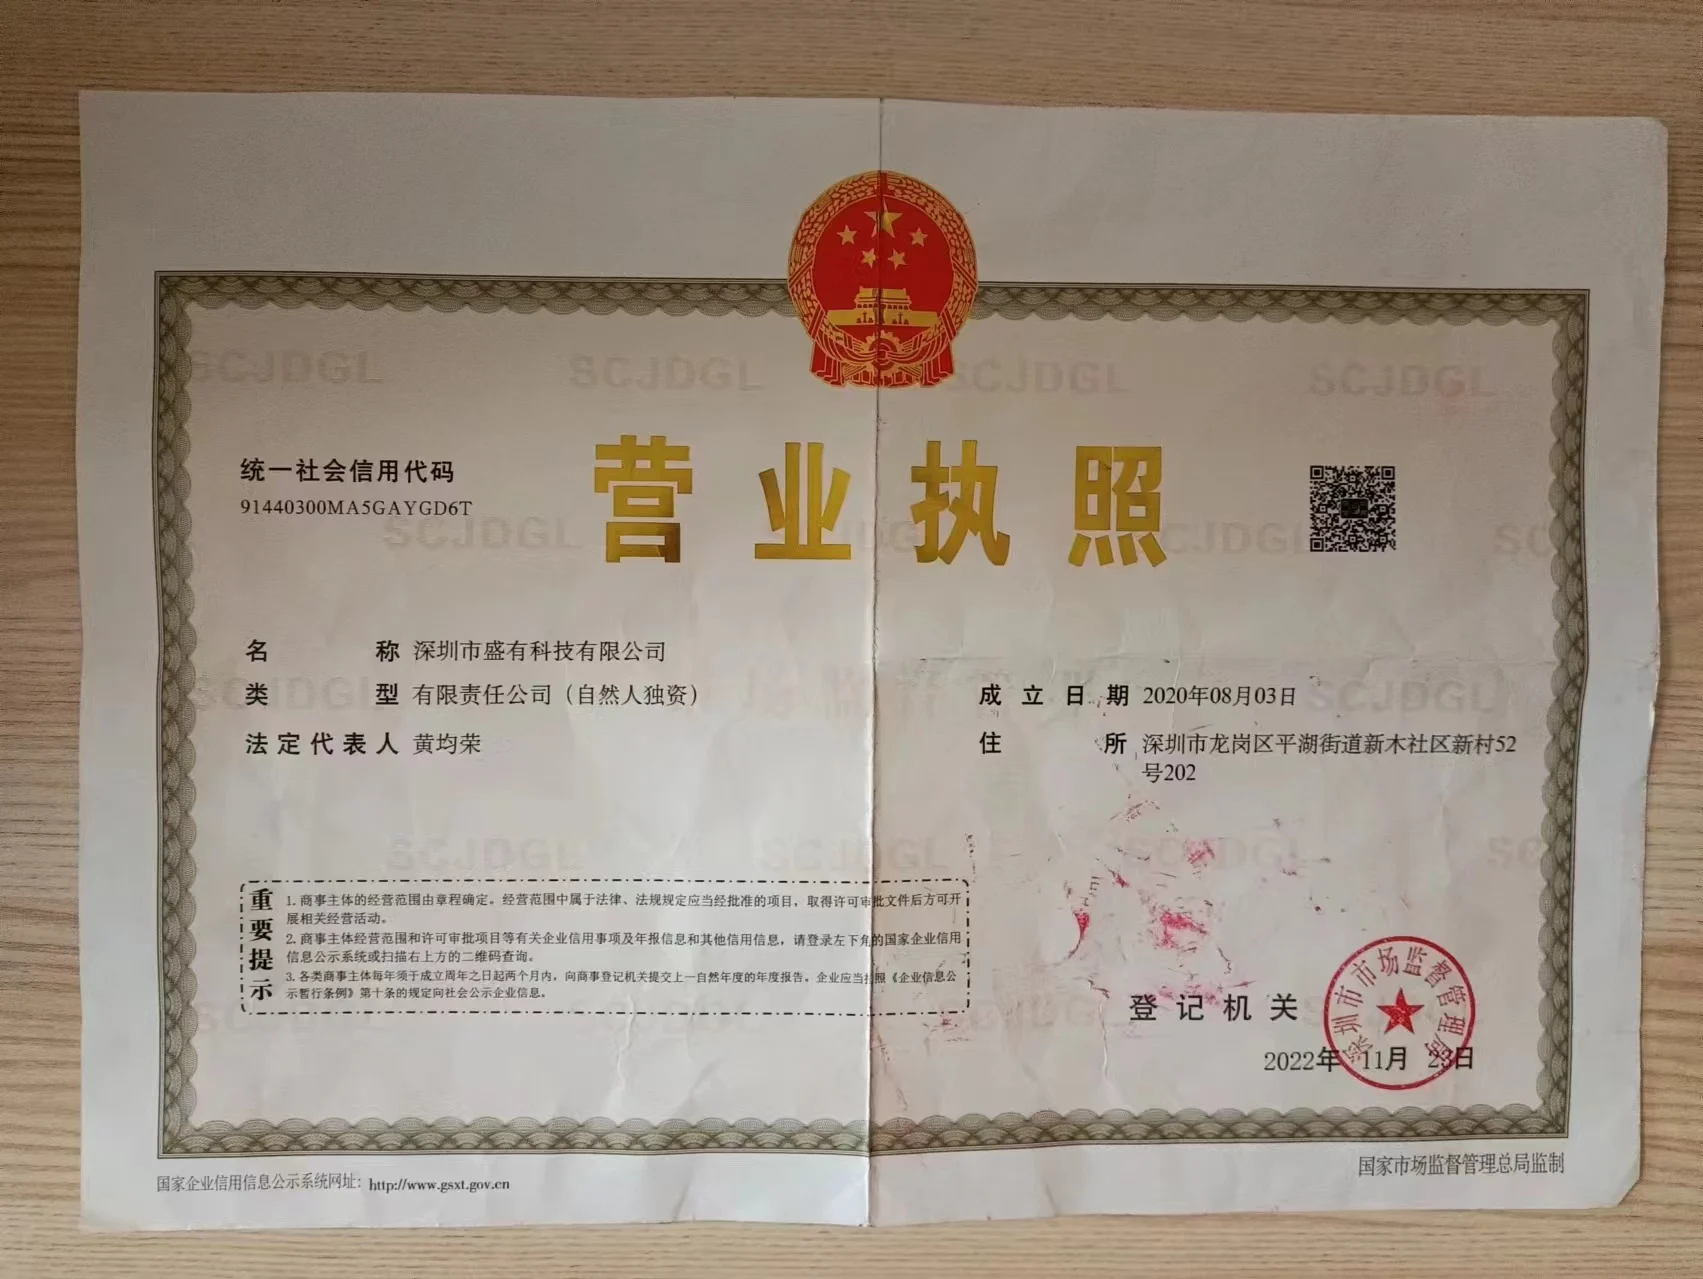 统一社会信用代码
91440300MA5GAYGD6T
营业执照
名称 深圳市盛有科技有限公司
类型 有限责任公司（自然人独资）
法定代表人 黄均荣
成立日期 2020年08月03日
住所 深圳市龙岗区平湖街道新木社区新村52
号202
重要提示
1. 商事主体的经营范围由章程确定。经营范围中属于法律、法规规定应当经批准的项目，取得许可审批文件后方可开
展相关经营活动。
2. 商事主体经营范围和许可审批项目等有关企业信用事项及年报信息和其他信用信息，请登录左下角的国家企业信用
信息公示系统或扫描右上方的二维码查询。
3. 各类商事主体每年须于成立周年之日起两个月内，向商事登记机关提交上一自然年度的年度报告。企业应当按照《企业信息公
示暂行条例》第十条的规定向社会公示企业信息。
登记机关
深圳市市场监督管理局
2022年 11月 23日
国家企业信用信息公示系统网址：http://www.gsxt.gov.cn
国家市场监督管理总局监制
SCJDGL